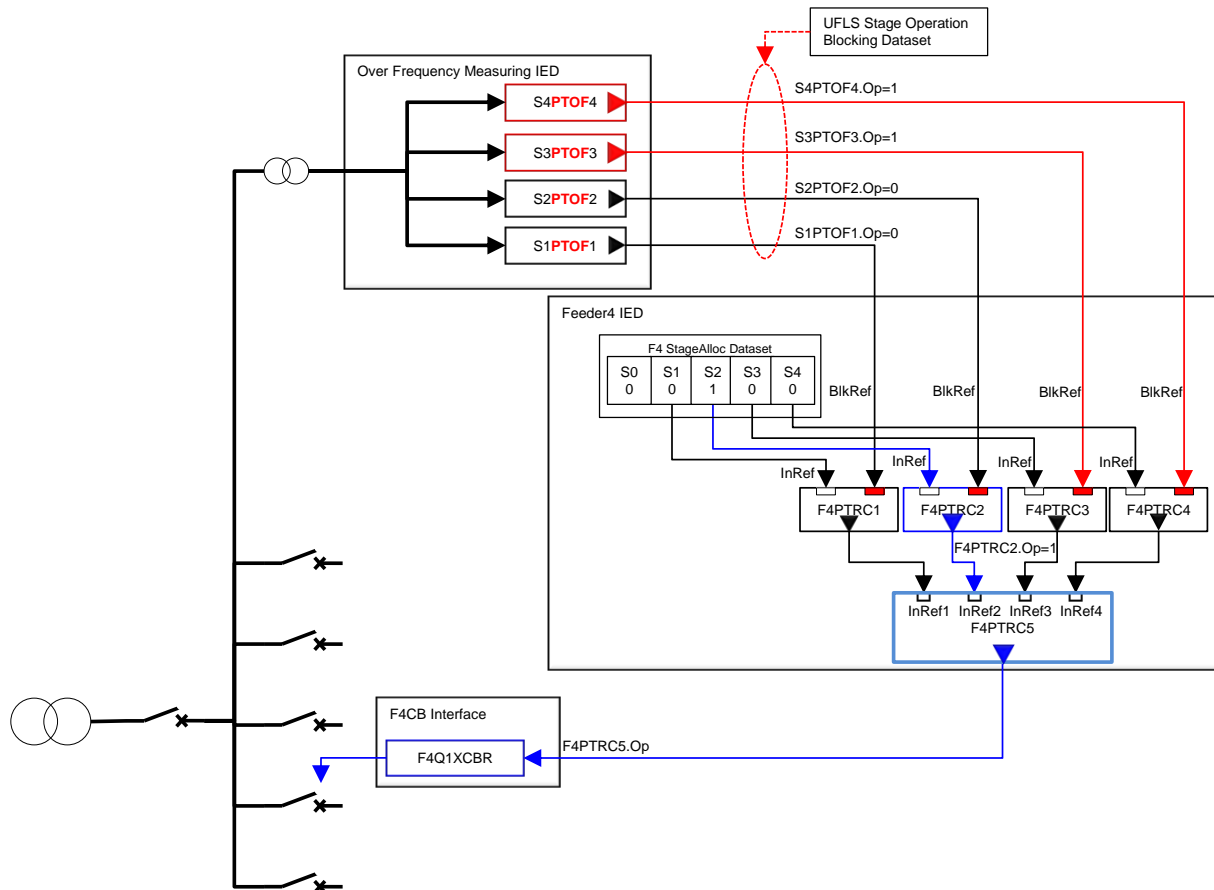 UFLS Stage Operation
Blocking Dataset
Over Frequency Measuring IED
S4PTOF4
S4PTOF4.Op=1
S3PTOF3
S3PTOF3.Op=1
S2PTOF2
S2PTOF2.Op=0
S1PTOF1
S1PTOF1.Op=0
Feeder4 IED
F4 StageAlloc Dataset
S0 S1 S2 S3 S4
0 0 1 0 0
BlkRef BlkRef BlkRef BlkRef
InRef InRef InRef InRef
F4PTRC1 F4PTRC2 F4PTRC3 F4PTRC4
F4PTRC2.Op=1
InRef1 InRef2 InRef3 InRef4
F4PTRC5
F4CB Interface
F4PTRC5.Op
F4Q1XCBR